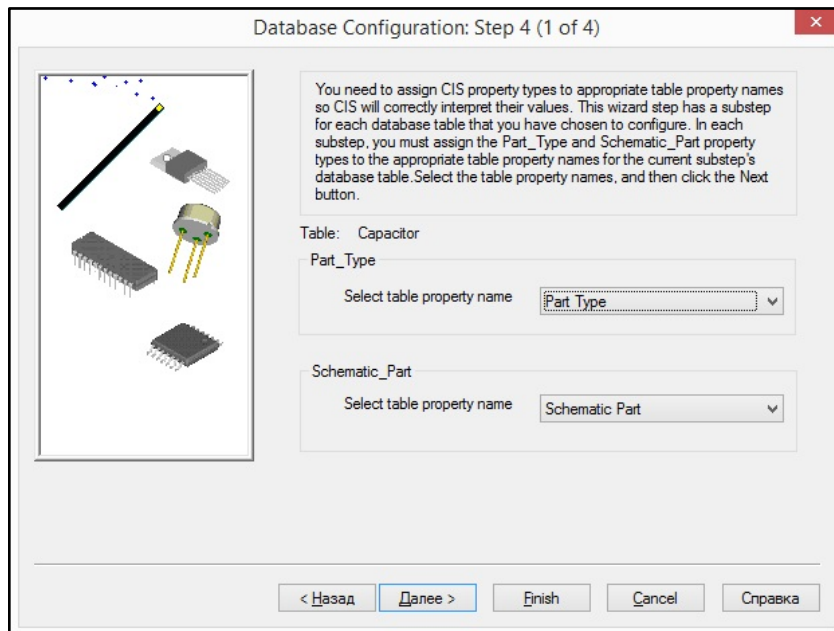 Database Configuration: Step 4 (1 of 4)
You need to assign CIS property types to appropriate table property names
so CIS will correctly interpret their values. This wizard step has a substep
for each database table that you have chosen to configure. In each
substep, you must assign the Part_Type and Schematic_Part property
types to the appropriate table property names for the current substep's
database table.Select the table property names, and then click the Next
button.
Table: Capacitor
Part_Type
Select table property name Part Type
Schematic_Part
Select table property name Schematic Part
< Назад Далее > Finish Cancel Справка